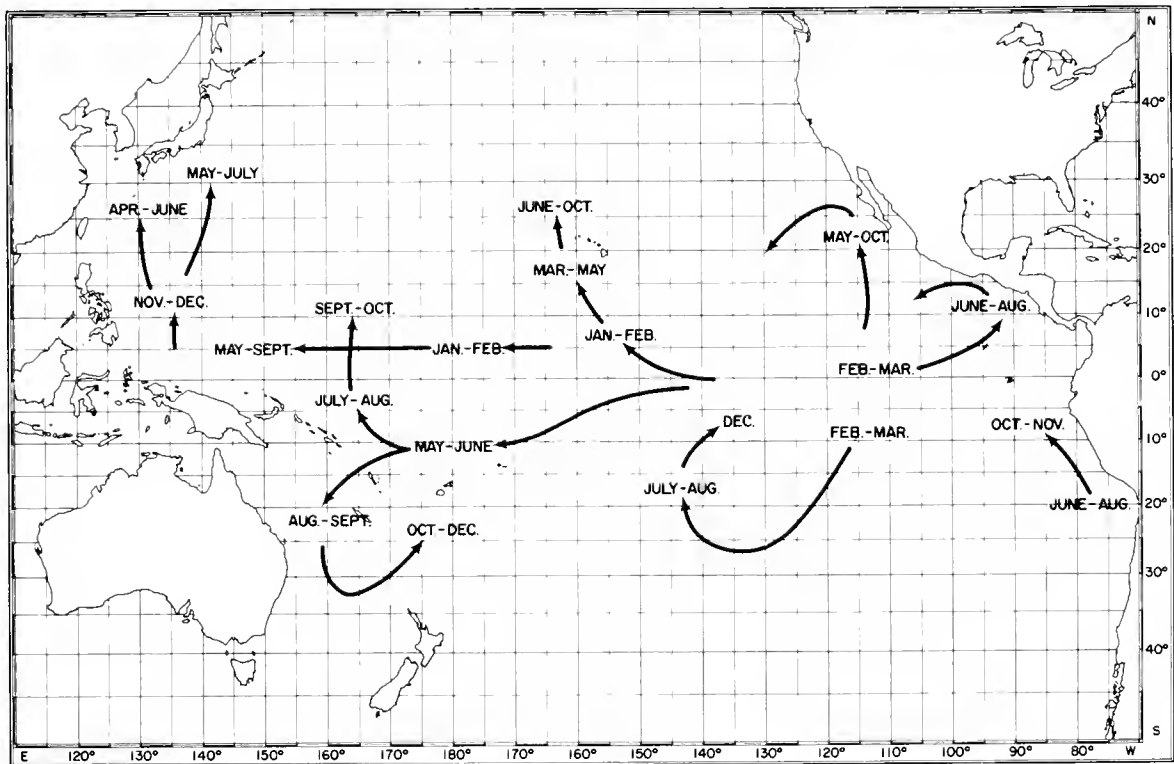 N
40°
MAY-JULY
30°
APR.-JUNE
JUNE-OCT.
MAY-OCT.
20°
MAR.-MAY
NOV.-DEC.
SEPT.-OCT.
JUNE-AUG.
10°
JAN.-FEB.
MAY-SEPT.
JAN.-FEB.
FEB.-MAR.
0°
JULY-AUG.
DEC.
FEB.-MAR.
OCT.-NOV.
10°
MAY-JUNE
JULY-AUG.
JUNE-AUG.
20°
AUG.-SEPT.
OCT.-DEC.
30°
40°
S
E 120° 130° 140° 150° 160° 170° 180° 170° 160° 150° 140° 130° 120° 110° 100° 90° 80° W